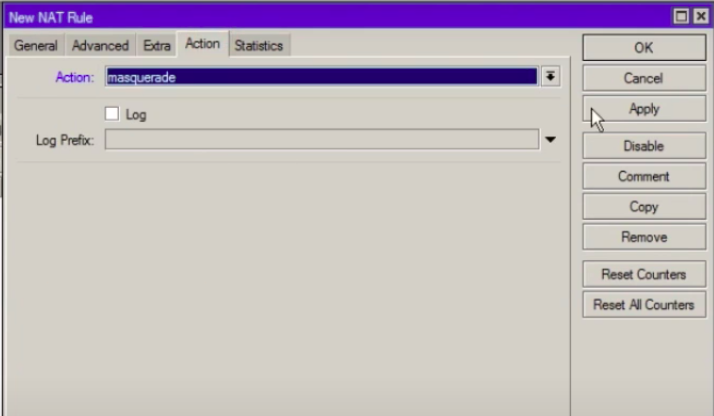 New NAT Rule
General Advanced Extra Action Statistics
Action: masquerade
Log
Log Prefix:
OK
Cancel
Apply
Disable
Comment
Copy
Remove
Reset Counters
Reset All Counters